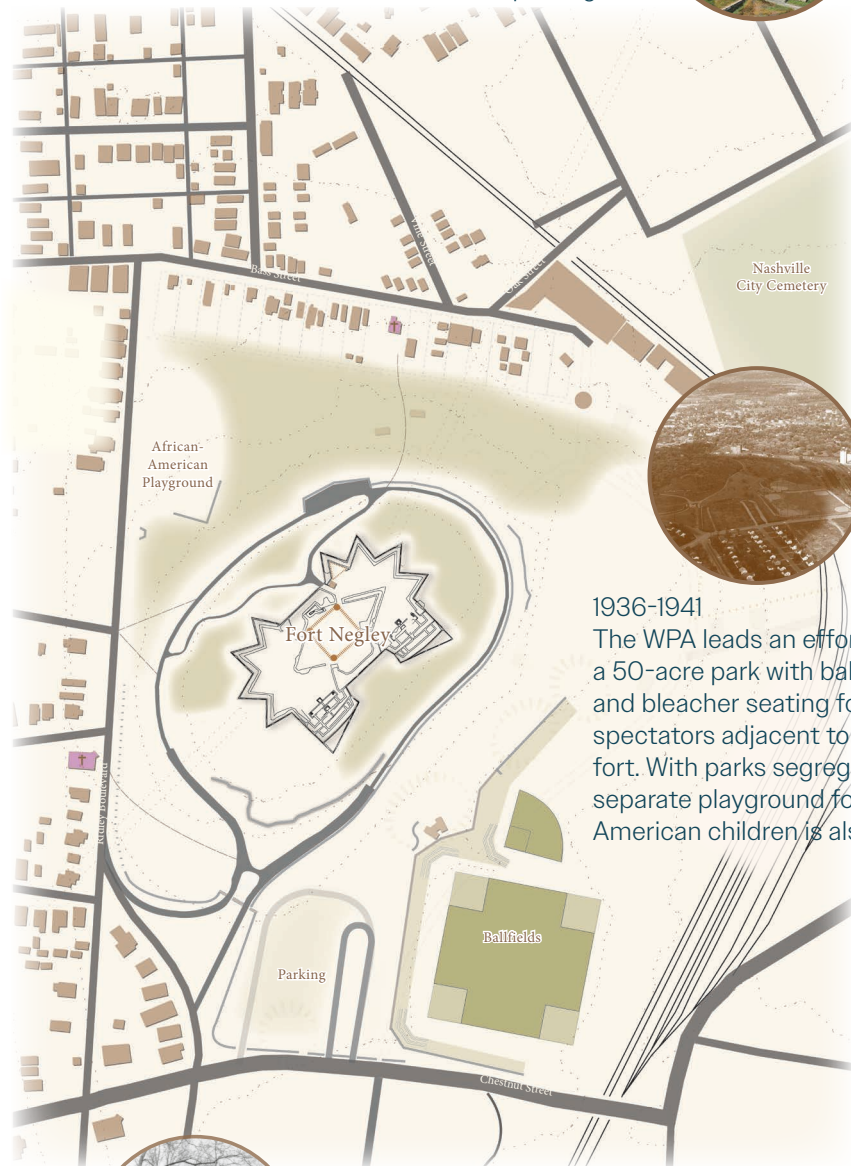 Bass Street
Vine Street
Oak Street
Nashville
City Cemetery
African-
American
Playground
Fort Negley
1936-1941
The WPA leads an effor
a 50-acre park with bal
and bleacher seating fo
spectators adjacent to
fort. With parks segreg
separate playground fo
American children is als
Ridley Boulevard
Ballfields
Parking
Chestnut Street